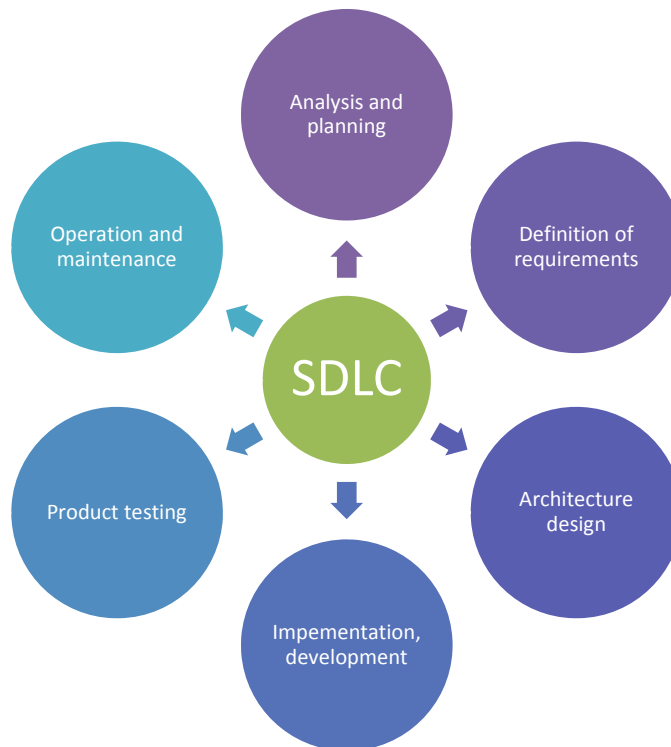 Analysis and
planning
Definition of
requirements
Architecture
design
Impementation,
development
Product testing
Operation and
maintenance
SDLC